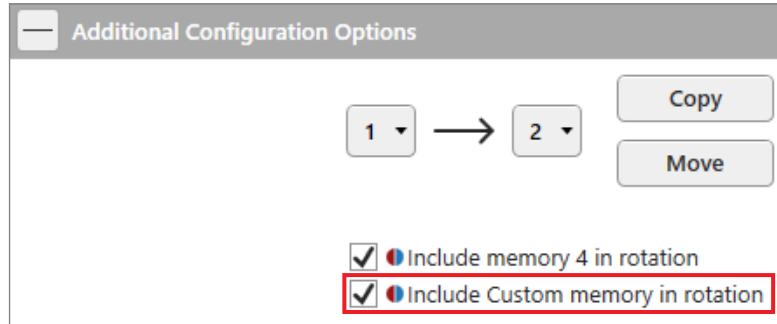 Additional Configuration Options
1
2
Copy
Move
Include memory 4 in rotation
Include Custom memory in rotation